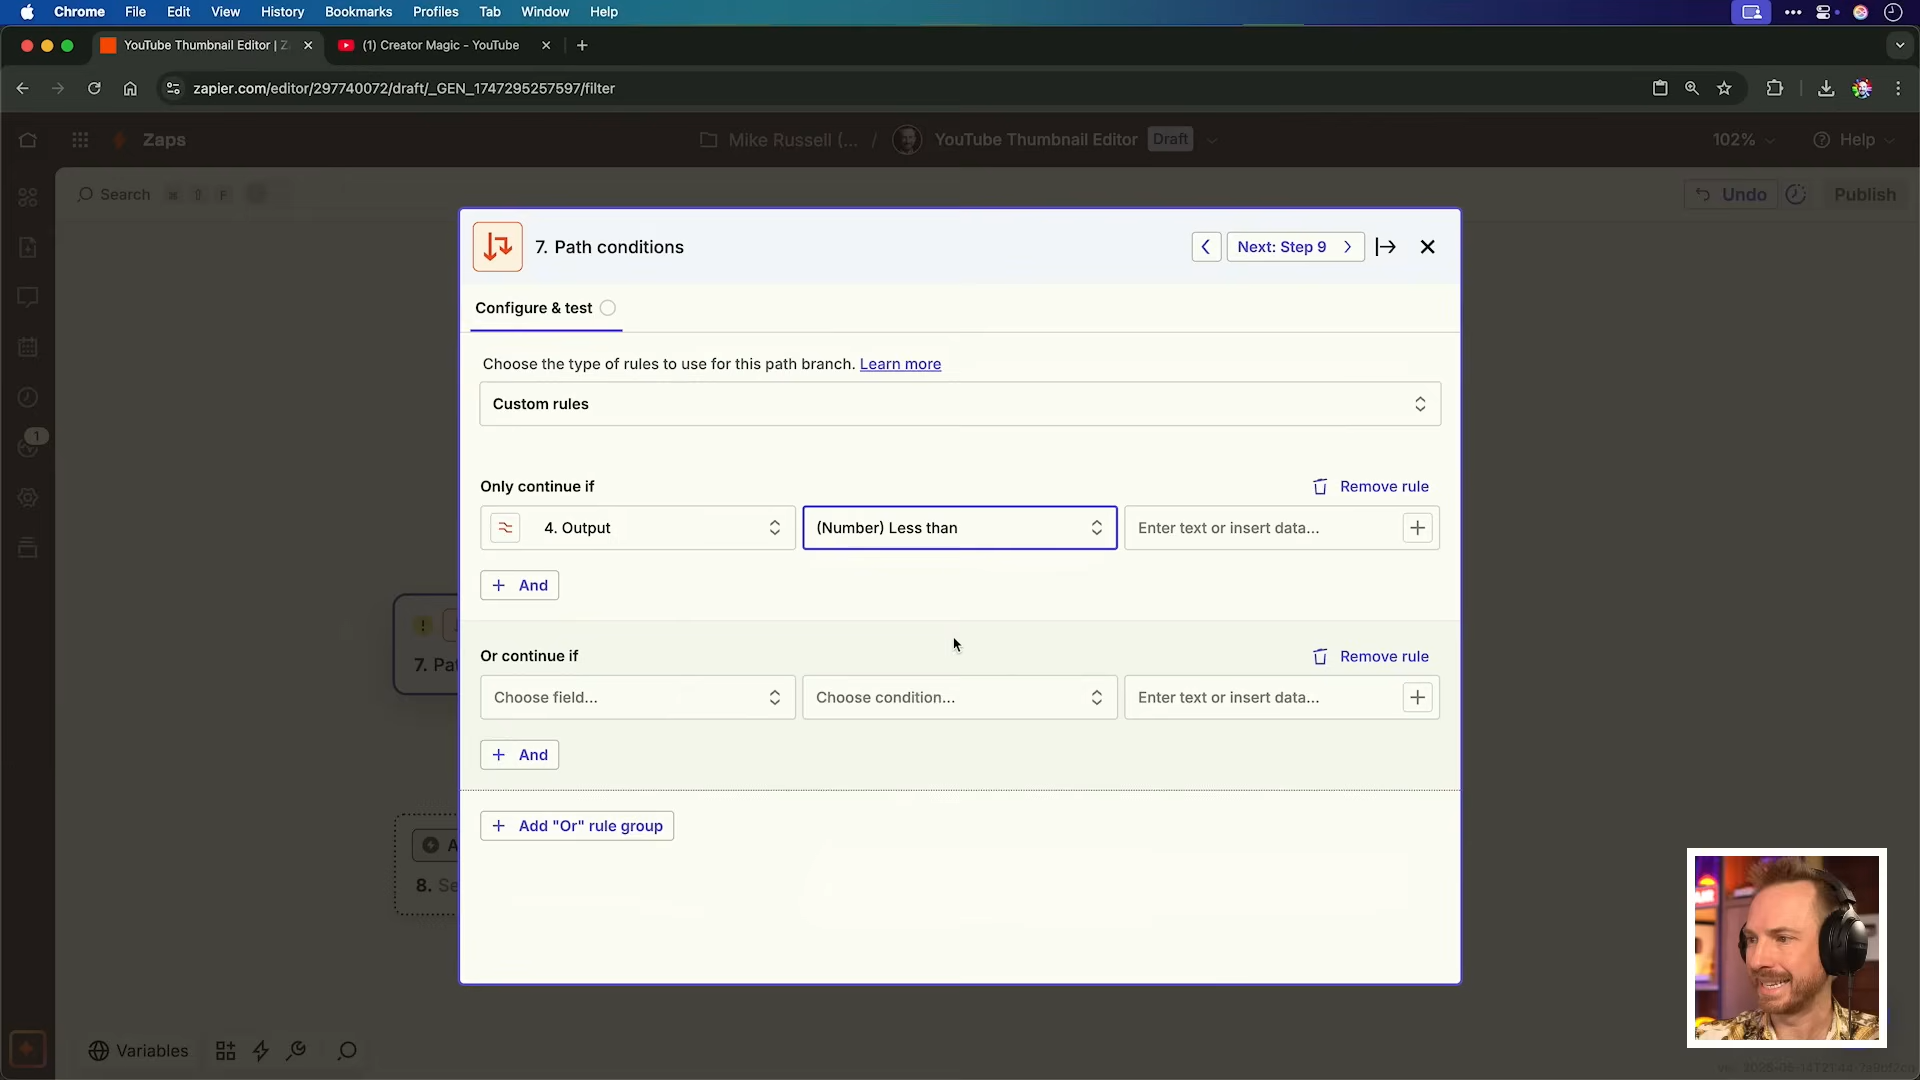 Chrome File Edit View History Bookmarks Profiles Tab Window Help
YouTube Thumbnail Editor | Z
(1) Creator Magic - YouTube
zapier.com/editor/297740072/draft/_GEN_1747295257597/filter
Zaps
Mike Russell (... / YouTube Thumbnail Editor Draft
102%
Help
Search
F
Undo
Publish
7. Path conditions
Next: Step 9
Configure & test
Choose the type of rules to use for this path branch. Learn more
Custom rules
Only continue if
Remove rule
4. Output
(Number) Less than
Enter text or insert data...
+ And
Or continue if
Remove rule
Choose field...
Choose condition...
Enter text or insert data...
+ And
+ Add "Or" rule group
1
7. Pa
A
8. Se
Variables